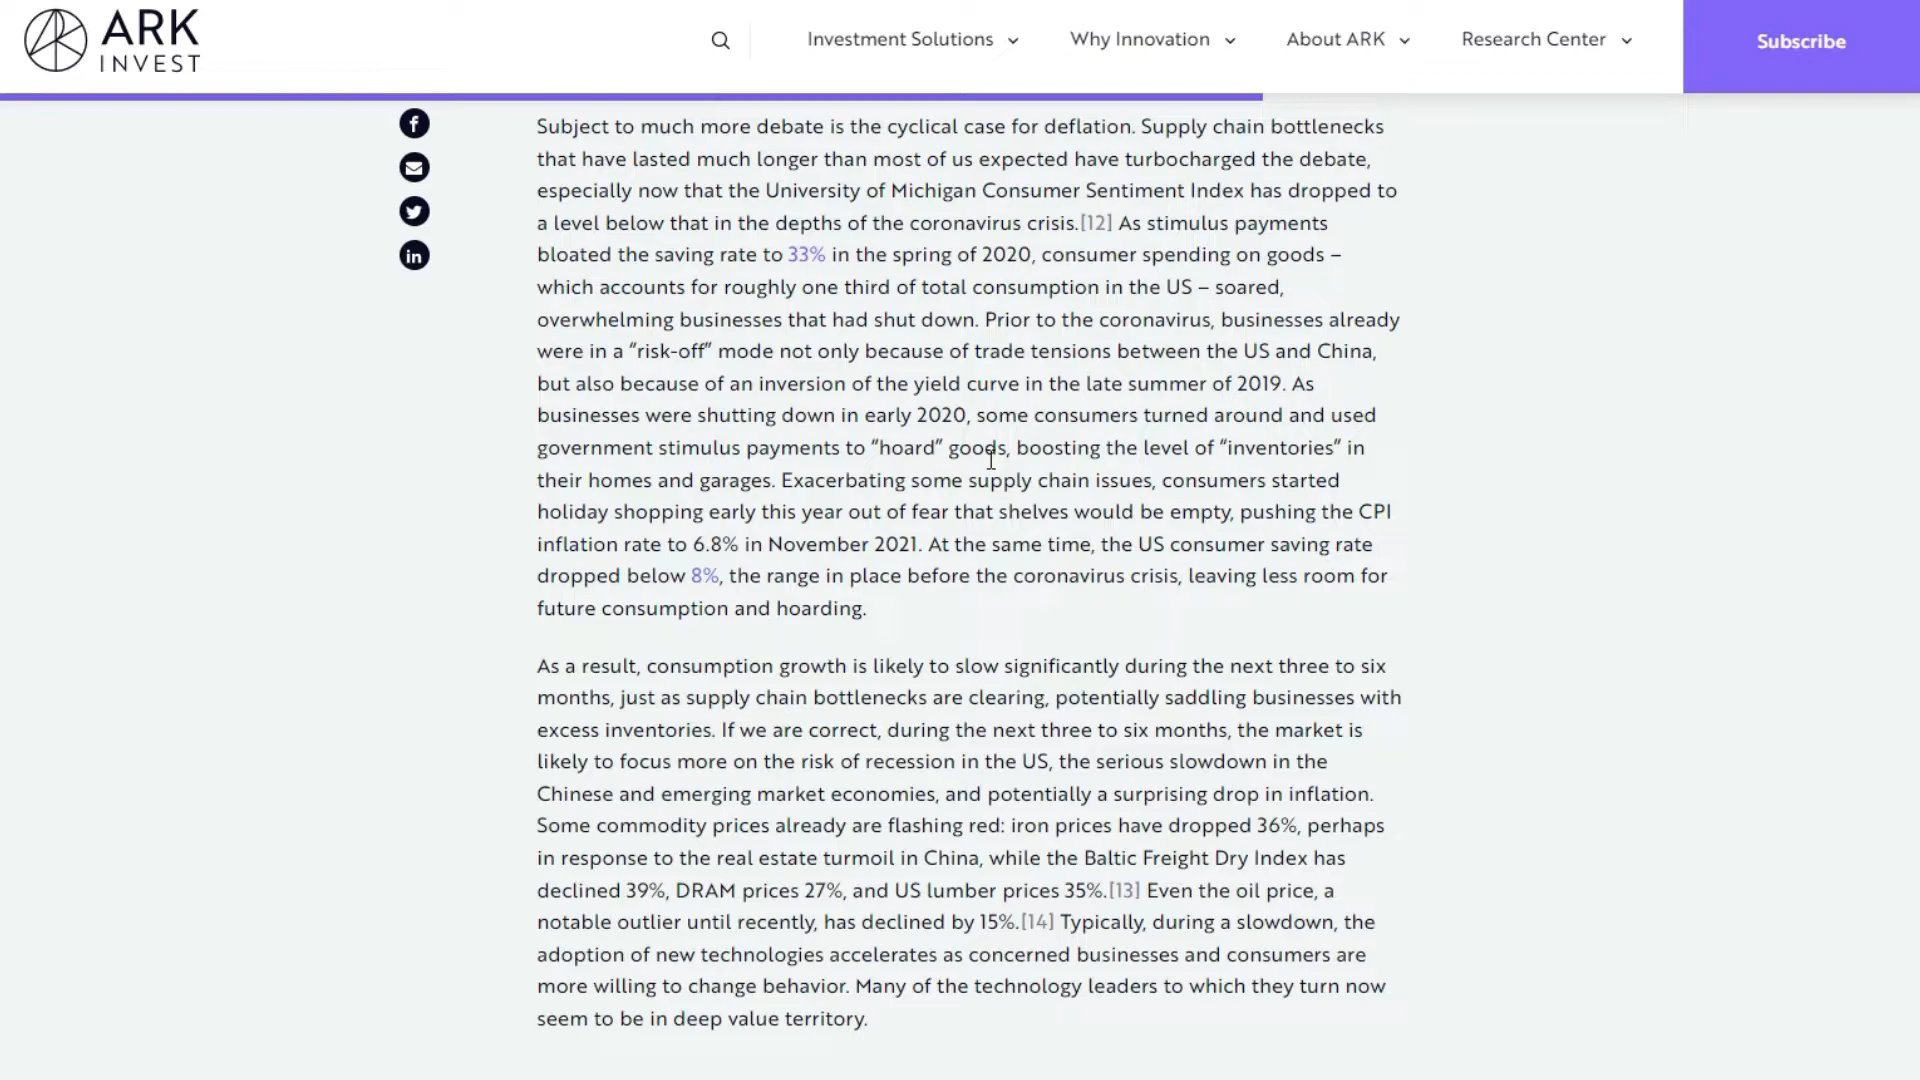 ARK
INVEST
Investment Solutions
Why Innovation
About ARK
Research Center
Subscribe
Subject to much more debate is the cyclical case for deflation. Supply chain bottlenecks
that have lasted much longer than most of us expected have turbocharged the debate,
especially now that the University of Michigan Consumer Sentiment Index has dropped to
a level below that in the depths of the coronavirus crisis.[12] As stimulus payments
bloated the saving rate to 33% in the spring of 2020, consumer spending on goods –
which accounts for roughly one third of total consumption in the US – soared,
overwhelming businesses that had shut down. Prior to the coronavirus, businesses already
were in a “risk-off” mode not only because of trade tensions between the US and China,
but also because of an inversion of the yield curve in the late summer of 2019. As
businesses were shutting down in early 2020, some consumers turned around and used
government stimulus payments to “hoard” goods, boosting the level of “inventories” in
their homes and garages. Exacerbating some supply chain issues, consumers started
holiday shopping early this year out of fear that shelves would be empty, pushing the CPI
inflation rate to 6.8% in November 2021. At the same time, the US consumer saving rate
dropped below 8%, the range in place before the coronavirus crisis, leaving less room for
future consumption and hoarding.
As a result, consumption growth is likely to slow significantly during the next three to six
months, just as supply chain bottlenecks are clearing, potentially saddling businesses with
excess inventories. If we are correct, during the next three to six months, the market is
likely to focus more on the risk of recession in the US, the serious slowdown in the
Chinese and emerging market economies, and potentially a surprising drop in inflation.
Some commodity prices already are flashing red: iron prices have dropped 36%, perhaps
in response to the real estate turmoil in China, while the Baltic Freight Dry Index has
declined 39%, DRAM prices 27%, and US lumber prices 35%.[13] Even the oil price, a
notable outlier until recently, has declined by 15%.[14] Typically, during a slowdown, the
adoption of new technologies accelerates as concerned businesses and consumers are
more willing to change behavior. Many of the technology leaders to which they turn now
seem to be in deep value territory.